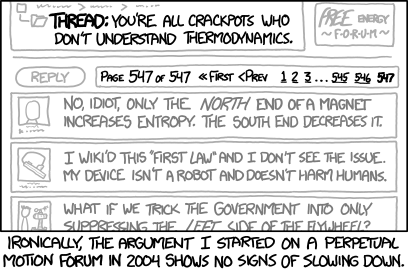 THREAD: YOU'RE ALL CRACKPOTS WHO
DON'T UNDERSTAND THERMODYNAMICS.
FREE ENERGY
~FORUM~
REPLY
PAGE 547 OF 547 «FIRST <PREV 1 2 3 ... 545 546 547
NO, IDIOT, ONLY THE NORTH END OF A MAGNET
INCREASES ENTROPY. THE SOUTH END DECREASES IT.
I WIKI'D THIS "FIRST LAW" AND I DON'T SEE THE ISSUE..
MY DEVICE ISN'T A ROBOT AND DOESN'T HARM HUMANS.
WHAT IF WE TRICK THE GOVERNMENT INTO ONLY
SUPPRESSING THE LEFT SIDE OF THE FLYWHEEL?
IRONICALLY, THE ARGUMENT I STARTED ON A PERPETUAL
MOTION FORUM IN 2004 SHOWS NO SIGNS OF SLOWING DOWN.